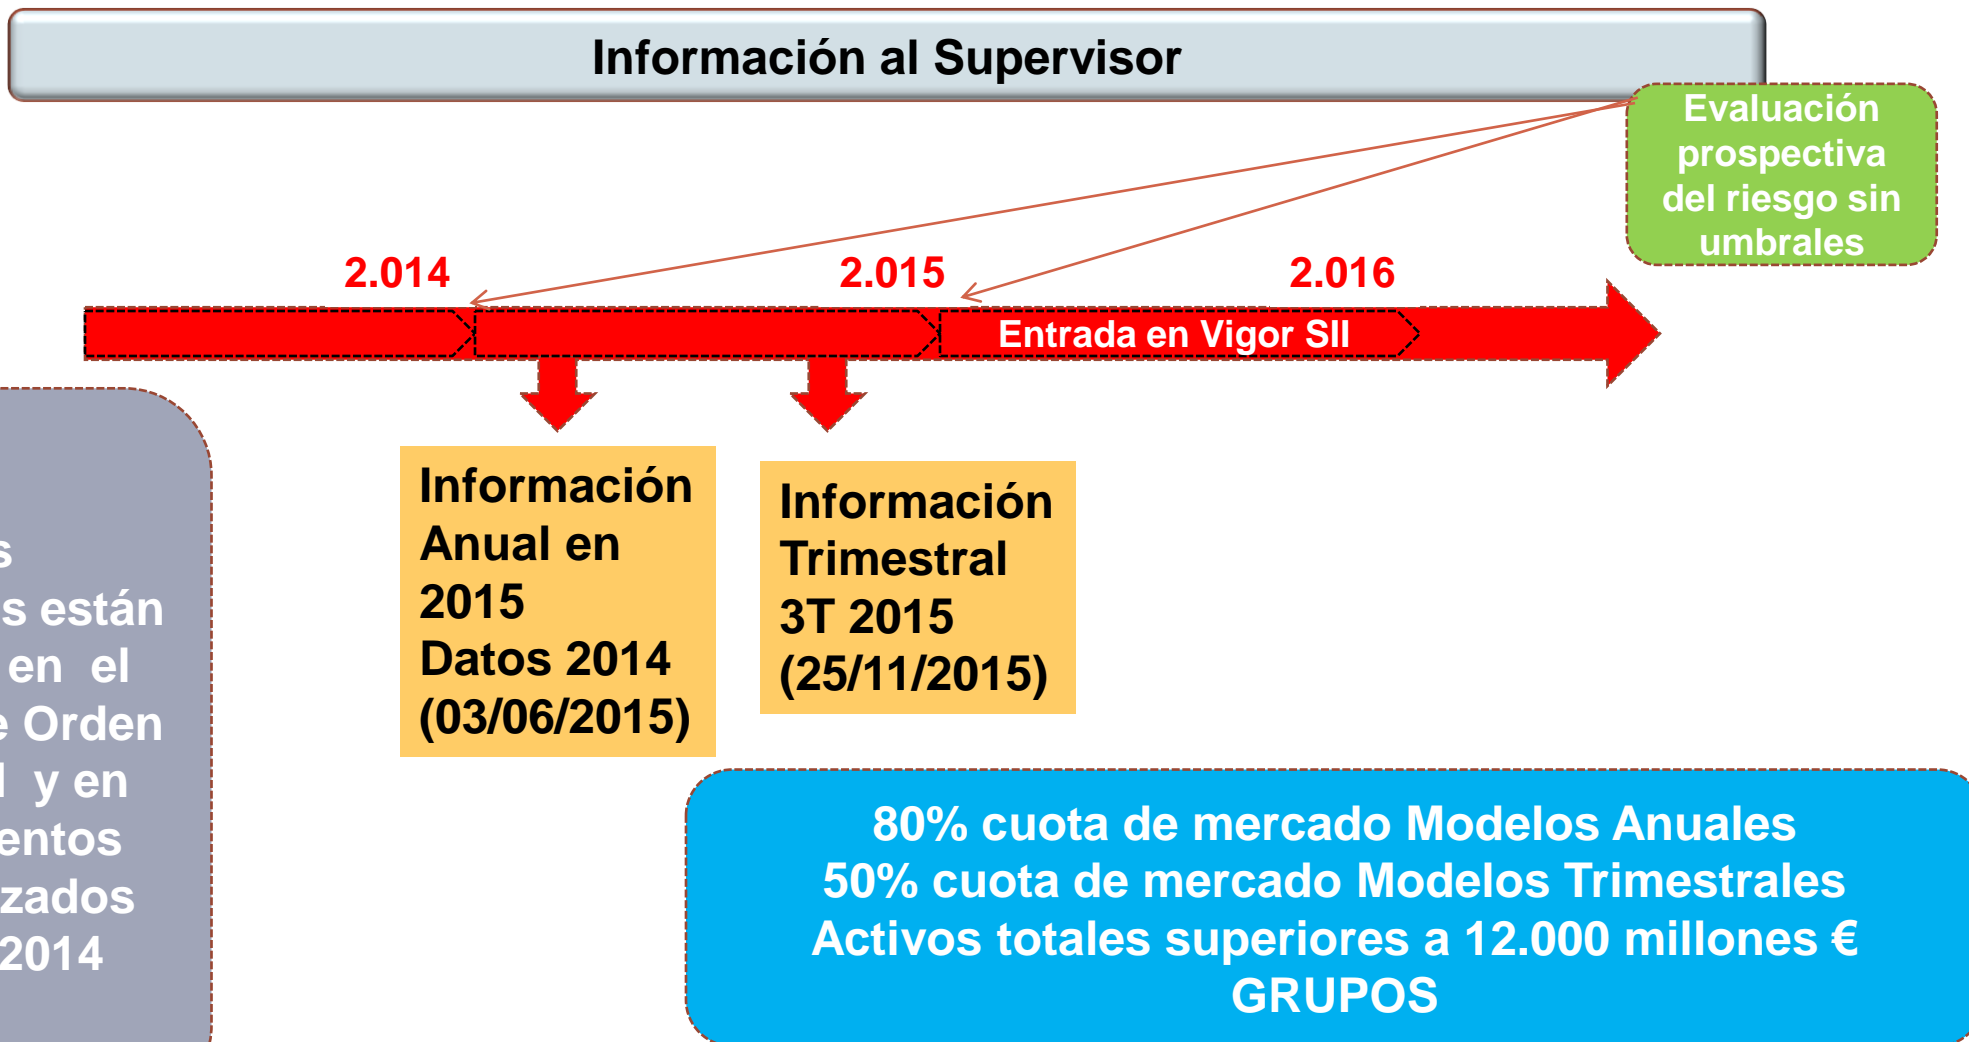 Información al Supervisor
Evaluación
prospectiva
del riesgo sin
umbrales
2.014
2.015
2.016
Entrada en Vigor SII
Información
Anual en
2015
Datos 2014
(03/06/2015)
Información
Trimestral
3T 2015
(25/11/2015)
están
en el
Orden
y en
2014
80% cuota de mercado Modelos Anuales
50% cuota de mercado Modelos Trimestrales
Activos totales superiores a 12.000 millones €
GRUPOS